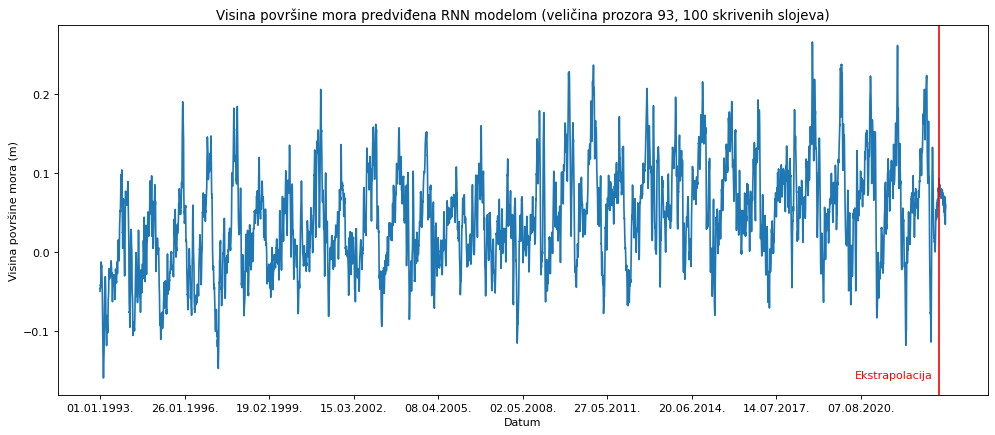 Visina površine mora predviđena RNN modelom (veličina prozora 93, 100 skrivenih slojeva)
Visina površine mora (m)
0.2
0.1
0.0
−0.1
Ekstrapolacija
01.01.1993. 26.01.1996. 19.02.1999. 15.03.2002. 08.04.2005. 02.05.2008. 27.05.2011. 20.06.2014. 14.07.2017. 07.08.2020.
Datum